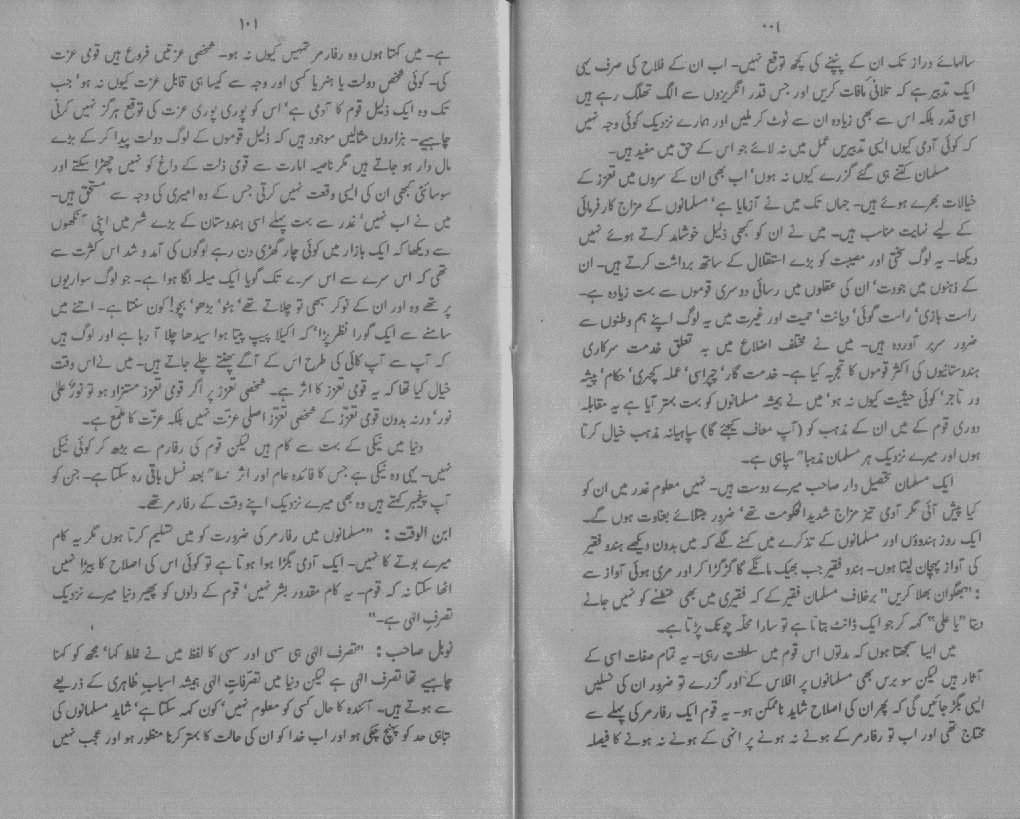 ۱۰۰
سالہائے دراز تک ان کے پنپنے کی کچھ توقع نہیں۔ اب ان کے فلاح کی صرف یہی
ایک تدبیر ہے کہ تلافی مافات کریں اور جس قدر انگریزوں سے الگ تھلگ رہے ہیں
اسی قدر بلکہ اس سے بھی زیادہ ان سے ٹوٹ کر ملیں اور ہمارے نزدیک کوئی وجہ نہیں
کہ کوئی آدمی کیوں ایسی تدبیریں عمل میں نہ لائے جو اس کے حق میں مفید ہیں۔
مسلمان کتنے ہی گئے گزرے کیوں نہ ہوں، اب بھی ان کے سروں میں تعزز کے
خیالات بھرے ہوئے ہیں۔ جہاں تک میں نے آزمایا ہے، مسلمانوں کے مزاج کارفرمائی
کے لیے نہایت مناسب ہیں۔ میں نے ان کو کبھی ذلیل خوشامد کرتے ہوئے نہیں
دیکھا۔ یہ لوگ سختی اور مصیبت کو بڑے استقلال کے ساتھ برداشت کرتے ہیں۔ ان
کے ذہنوں میں جودت، ان کی عقلوں میں رسائی دوسری قوموں سے بہت زیادہ ہے۔
راست بازی، راست گوئی، دیانت، حمیت اور غیرت میں یہ لوگ اپنے ہم وطنوں سے
ضرور سربر آوردہ ہیں۔ میں نے مختلف اضلاع میں بہ تعلق خدمت سرکاری
ہندوستانیوں کی اکثر قوموں کا تجربہ کیا ہے۔ خدمت گار، چپراسی، عملہ کچہری، حکام، پیشہ
ور تاجر، کوئی حیثیت کیوں نہ ہو، میں نے ہمیشہ مسلمانوں کو بہت بہتر آیا ہے بہ مقابلہ
دوری قوم کے میں ان کے مذہب کو (آپ معاف کیجئے گا) سپاہیانہ مذہب خیال کرتا
ہوں اور میرے نزدیک ہر مسلمان مذہباً سپاہی ہے۔
ایک مسلمان تحصیل دار صاحب میرے دوست ہیں۔ نہیں معلوم غدر میں ان کو
کیا پیش آئی مگر آدمی تیز مزاج شدید الحکومت تھے، ضرور مبتلائے بغاوت ہوں گے۔
ایک روز ہندوؤں اور مسلمانوں کے تذکرے میں کہنے لگے کہ میں بدون دیکھے ہندو فقیر
کی آواز پہچان لیتا ہوں۔ ہندو فقیر جب بھیک مانگے گا گڑگڑا کر اور مری ہوئی آواز سے
: "بھگوان بھلا کریں" برخلاف مسلمان فقیر کے کہ فقیری میں بھی طنطنے کو نہیں جانے
دیتا "یا علی" کہہ کر جو ایک ڈانٹ بتاتا ہے تو سارا محلہ چونک پڑتا ہے۔
میں ایسا سمجھتا ہوں کہ مدتوں اس قوم میں سلطنت رہی۔ یہ تمام صفات اسی کے
آثار ہیں لیکن سو برس بھی مسلمانوں پر افلاس کے اور گزرے تو ضرور ان کی نسلیں
ایسی بگڑ جائیں گی کہ پھر ان کی اصلاح شاید ناممکن ہو۔ یہ قوم ایک رفارمر کی پہلے سے
محتاج تھی اور اب تو رفارمر کے ہونے نہ ہونے پر انہی کے ہونے نہ ہونے کا فیصلہ
۱۰۱
ہے۔ میں کہتا ہوں وہ رفارمر تمہیں کیوں نہ ہو۔ شخصی عزتیں فروع ہیں قومی عزت
کی۔ کوئی شخص دولت یا ہنر یا کسی اور وجہ سے کیسا ہی قابل عزت کیوں نہ ہو، جب
تک وہ ایک ذلیل قوم کا آدمی ہے، اس کو پوری پوری عزت کی توقع ہرگز نہیں کرنی
چاہیے۔ ہزاروں مثالیں موجود ہیں کہ ذلیل قوموں کے لوگ دولت پیدا کر کے بڑے
مال دار ہو جاتے ہیں مگر ناصیہ امارت سے قومی ذلت کے داغ کو نہیں چھڑا سکتے اور
سوسائٹی کبھی ان کی ایسی وقعت نہیں کرتی جس کے وہ امیری کی وجہ سے مستحق ہیں۔
میں نے اب نہیں، غدر سے بہت پہلے اسی ہندوستان کے بڑے شہر میں اپنی آنکھوں
سے دیکھا کہ ایک بازار میں کوئی چار گھڑی دن رہے لوگوں کی آمد و شد اس کثرت سے
تھی کہ اس سرے سے اس سرے تک گویا ایک میلہ لگا ہوا ہے۔ جو لوگ سواریوں
پر تھے وہ اور ان کے نوکر بھی تو چلاتے تھے، ہٹو، بڑھو، بچو! کون سنتا ہے۔ اتنے میں
سامنے سے ایک گورا نظر پڑا، کہ اکیلا پیپ پیتا ہوا سیدھا چلا آ رہا ہے اور لوگ ہیں
کہ آپ سے آپ کائی کی طرح اس کے آگے پھٹتے چلے جاتے ہیں۔ میں نے اس وقت
خیال کیا تھا کہ یہ قومی تعزز کا اثر ہے۔ شخصی تعزز پر اگر قومی تعزز مستزاد ہو تو نورٌ علیٰ
نور، ورنہ بدون قومی تعزّز کے شخصی تعزّز اصلی عزّت نہیں بلکہ عزّت کا ملمّع ہے۔
دنیا میں نیکی کے بہت سے کام ہیں لیکن قوم کی رفارم سے بڑھ کر کوئی نیکی
نہیں۔ یہی وہ نیکی ہے جس کا فائدہ عام اور اثر نسلاً بعد نسل باقی رہ سکتا ہے۔ جن کو
آپ پیغمبر کہتے ہیں وہ بھی میرے نزدیک اپنے وقت کے رفارمر تھے۔
ابن الوقت : "مسلمانوں میں رفارمر کی ضرورت کو میں تسلیم کرتا ہوں مگر یہ کام
میرے بوتے کا نہیں۔ ایک آدمی بگڑا ہوا ہوتا ہے تو کوئی اس کی اصلاح کا بیڑا نہیں
اٹھا سکتا نہ کہ قوم۔ یہ کام مقدور بشر نہیں، قوم کے دلوں کو پھیر دینا میرے نزدیک
تصرف الٰہی ہے۔"
نوبل صاحب : "تصرف الٰہی ہی سہی اور سہی کا لفظ میں نے غلط کہا، مجھ کو کہنا
چاہیے تھا تصرف الٰہی ہے لیکن دنیا میں تصرفاتِ الٰہی ہمیشہ اسبابِ ظاہری کے ذریعے
سے ہوتے ہیں۔ آئندہ کا حال کسی کو معلوم نہیں، کون کہہ سکتا ہے، شاید مسلمانوں کی
تباہی حد کو پہنچ چکی ہو اور اب خدا کو ان کی حالت کا بہتر کرنا منظور ہو اور عجب نہیں